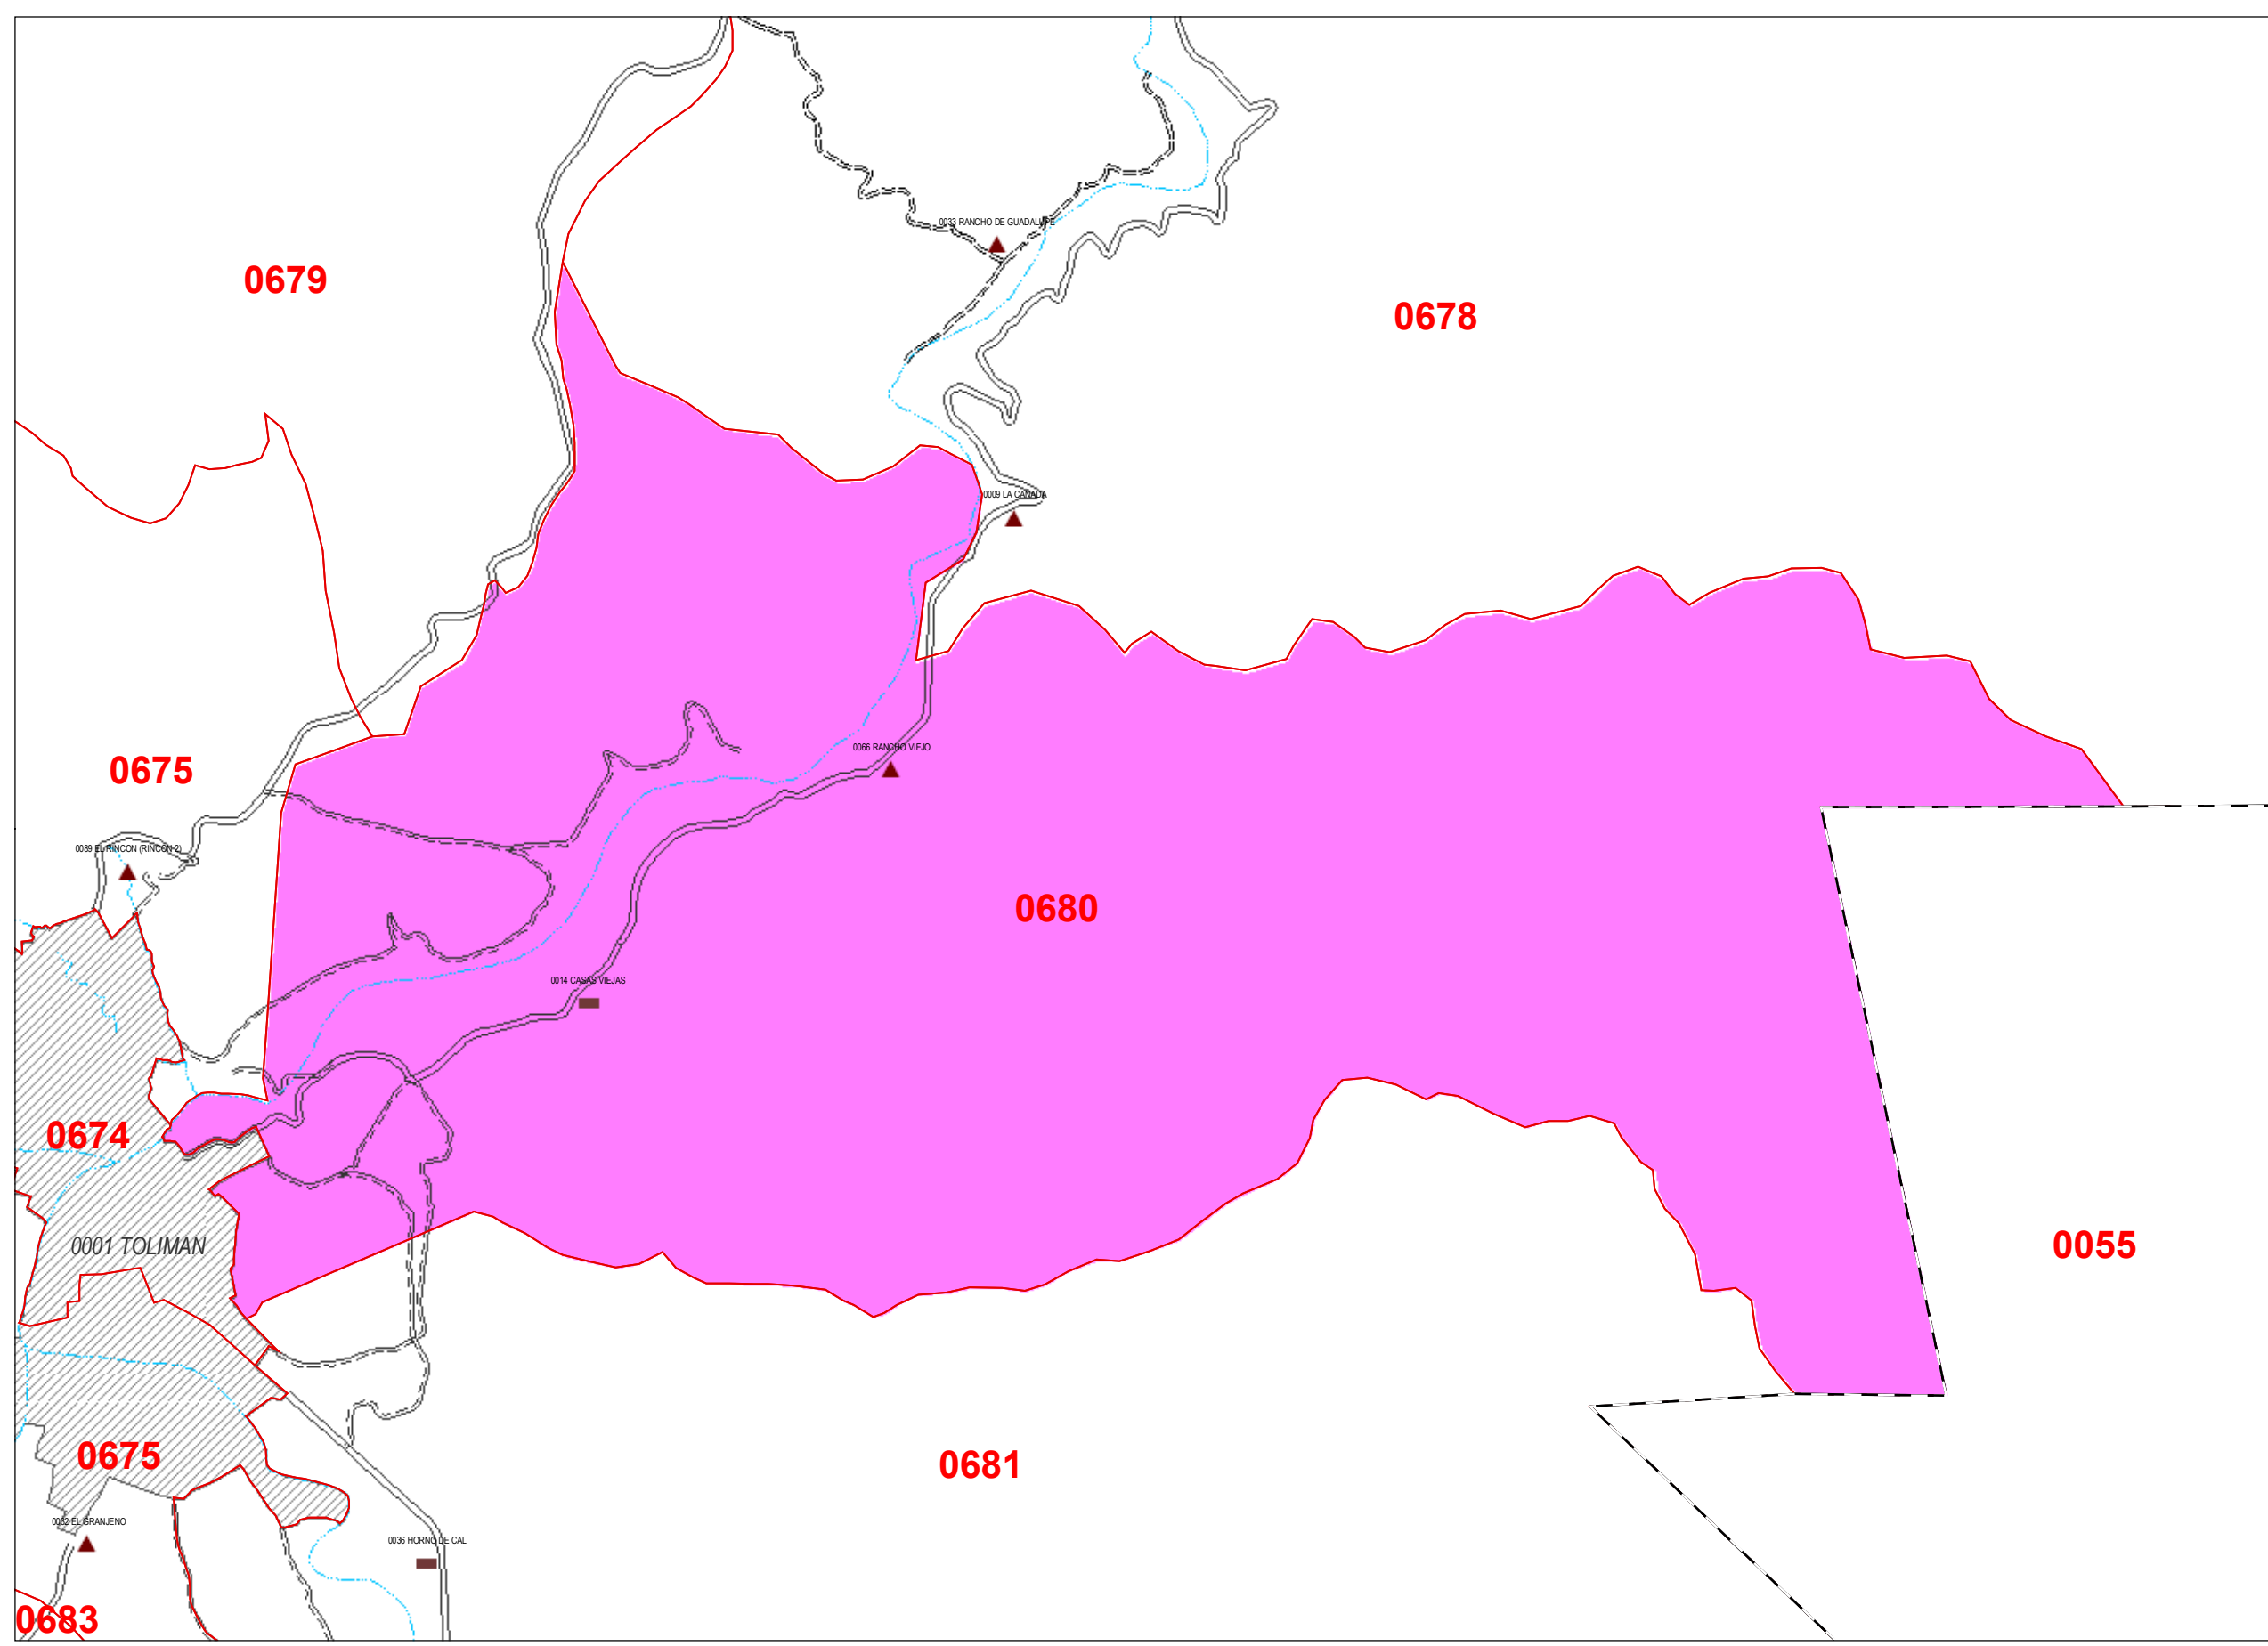 0033 RANCHO DE GUADALUPE
0679
0678
0009 LA CAÑADA
0066 RANCHO VIEJO
0675
0089 EL RINCON (RINCON 2)
0680
0014 CASAS VIEJAS
0674
0001 TOLIMAN
0055
0675
0681
0032 EL GRANJENO
0036 HORNO DE CAL
0683